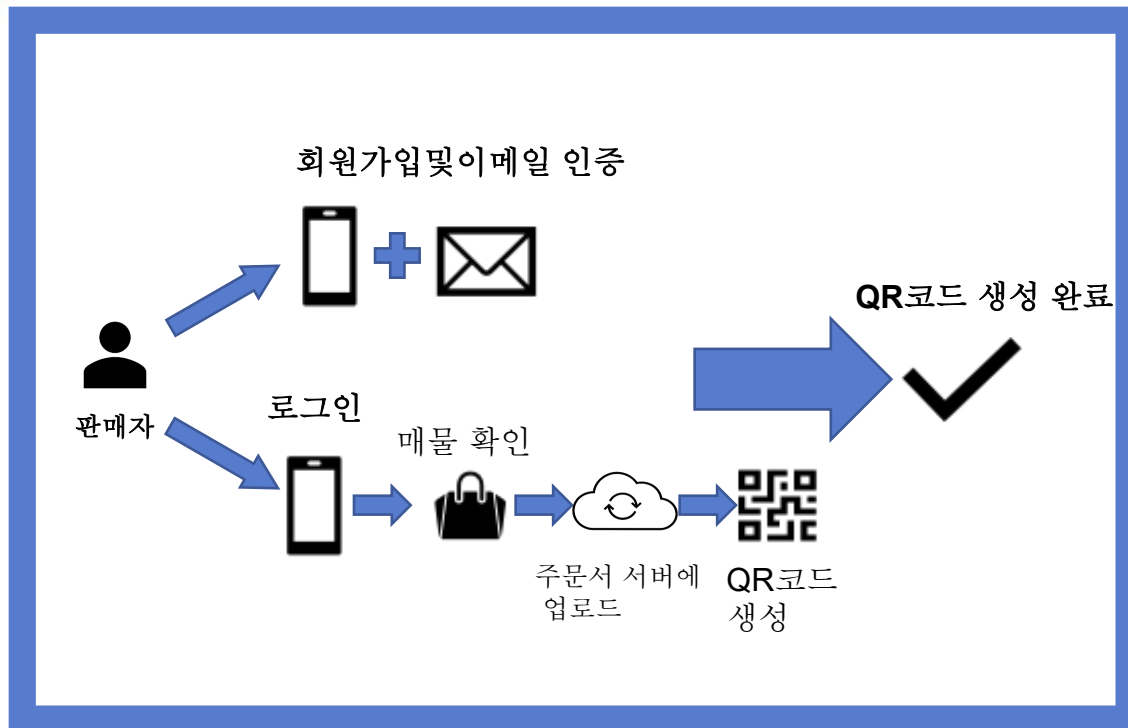 회원가입및이메일 인증
QR코드 생성 완료
판매자
로그인
매물 확인
주문서 서버에
업로드
QR코드
생성